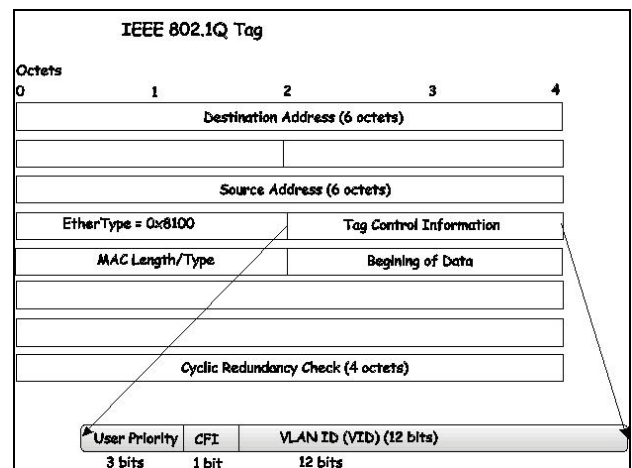 IEEE 802.1Q Tag
Octets
0 1 2 3 4
Destination Address (6 octets)
Source Address (6 octets)
EtherType = 0x8100 Tag Control Information
MAC Length/Type Begining of Data
Cyclic Redundancy Check (4 octets)
User Priority CFI VLAN ID (VID) (12 bits)
3 bits 1 bit 12 bits